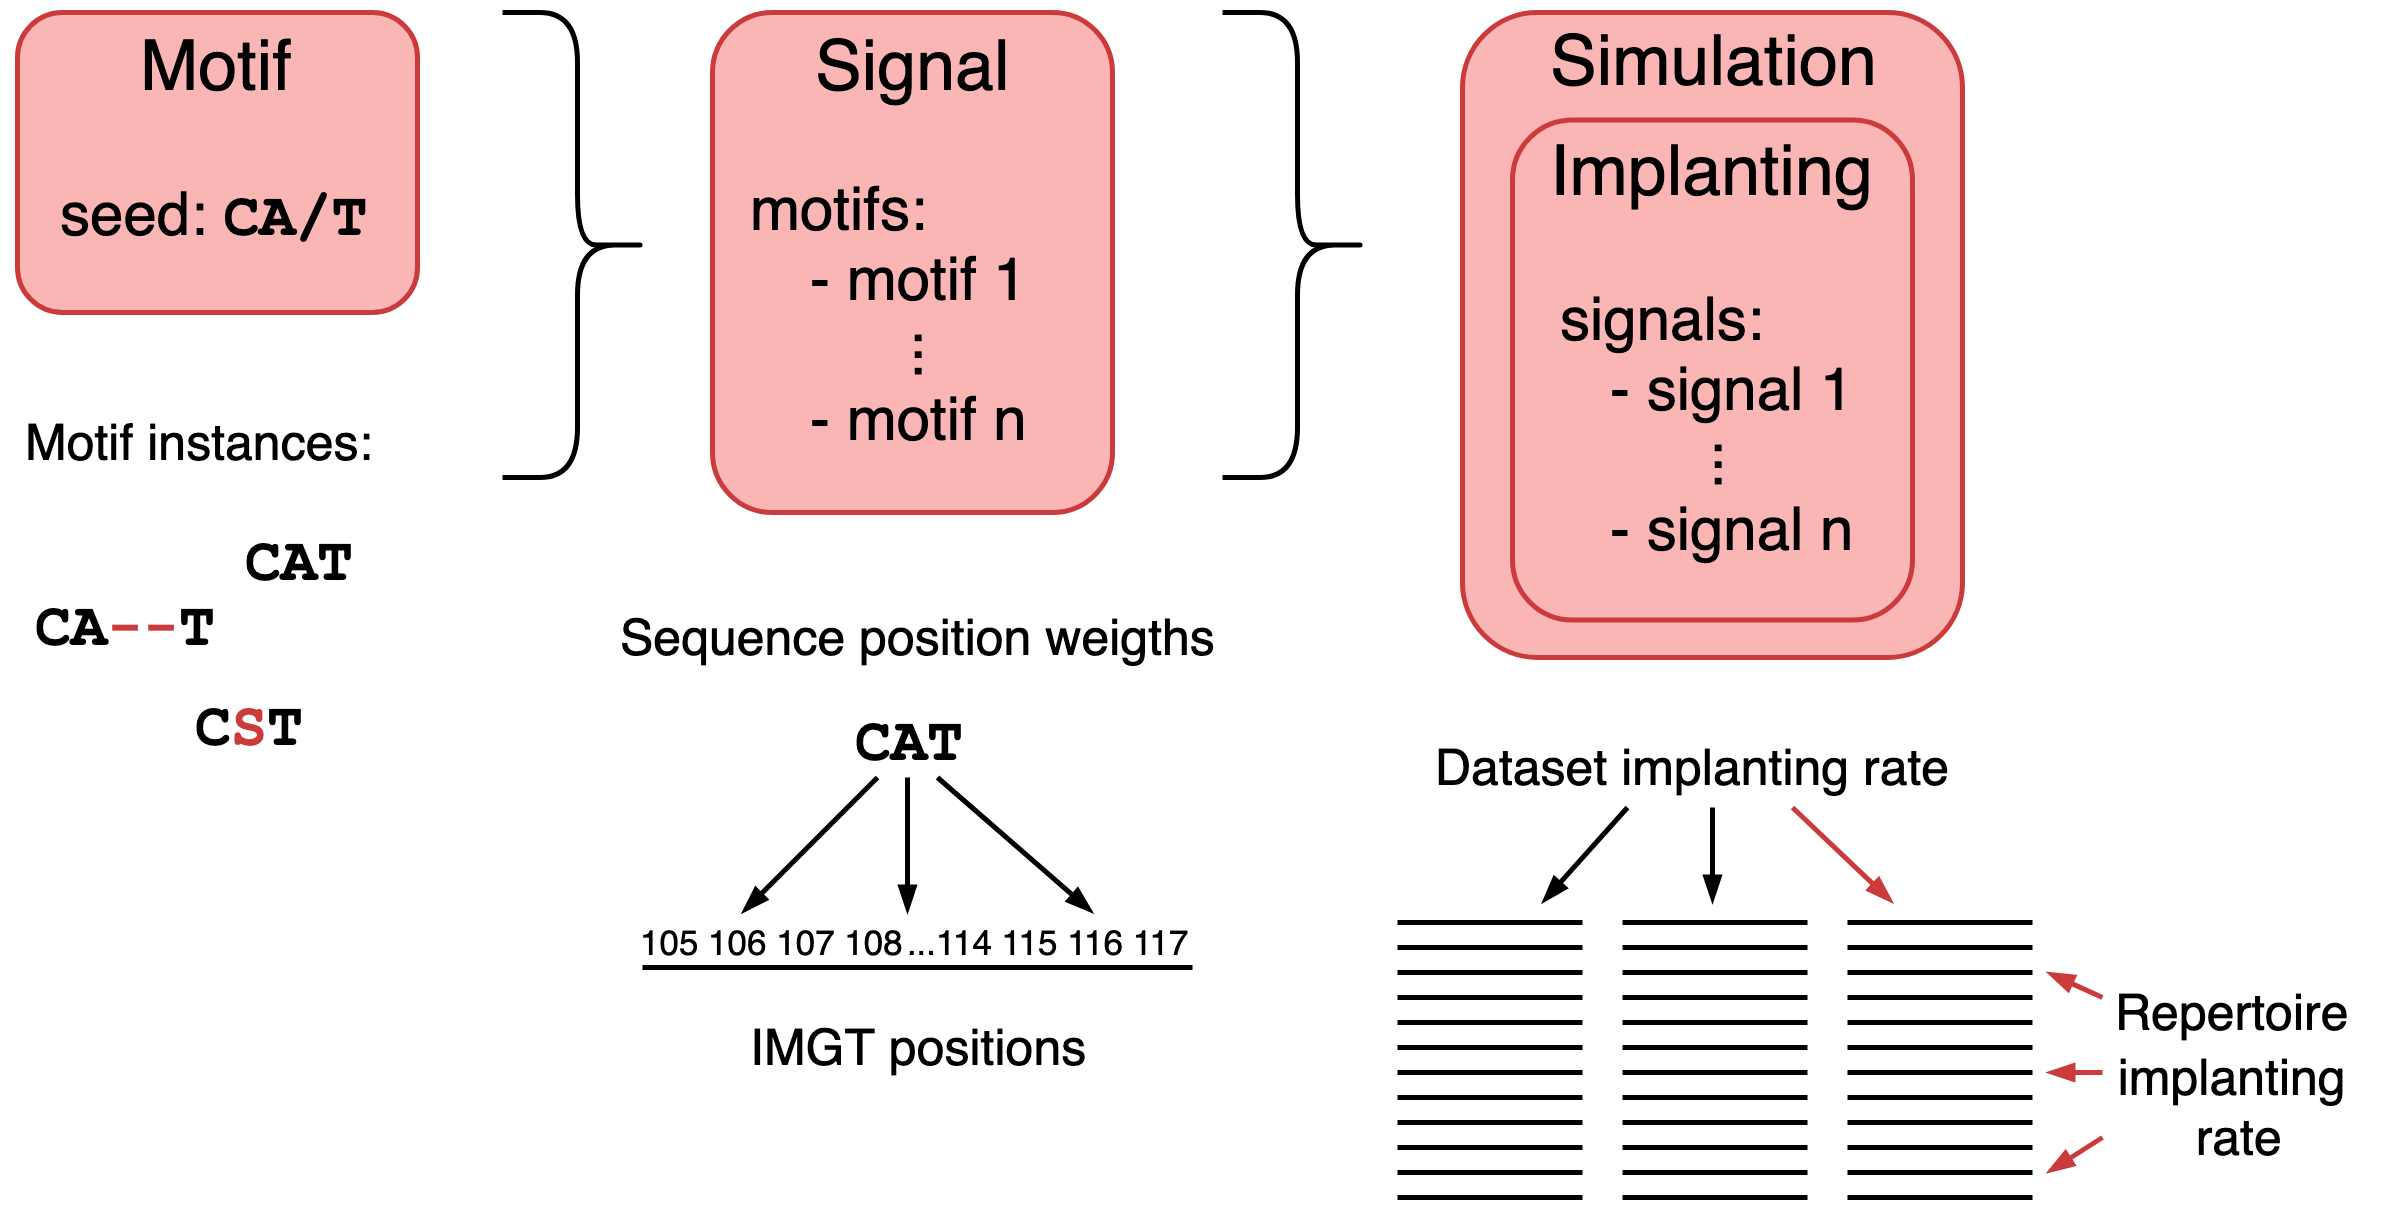 Motif
seed: CA/T
Motif instances:
CAT
CA--T
CST
Signal
motifs:
- motif 1
⋮
- motif n
Sequence position weigths
CAT
105 106 107 108...114 115 116 117
IMGT positions
Simulation
Implanting
signals:
- signal 1
⋮
- signal n
Dataset implanting rate
Repertoire
implanting
rate